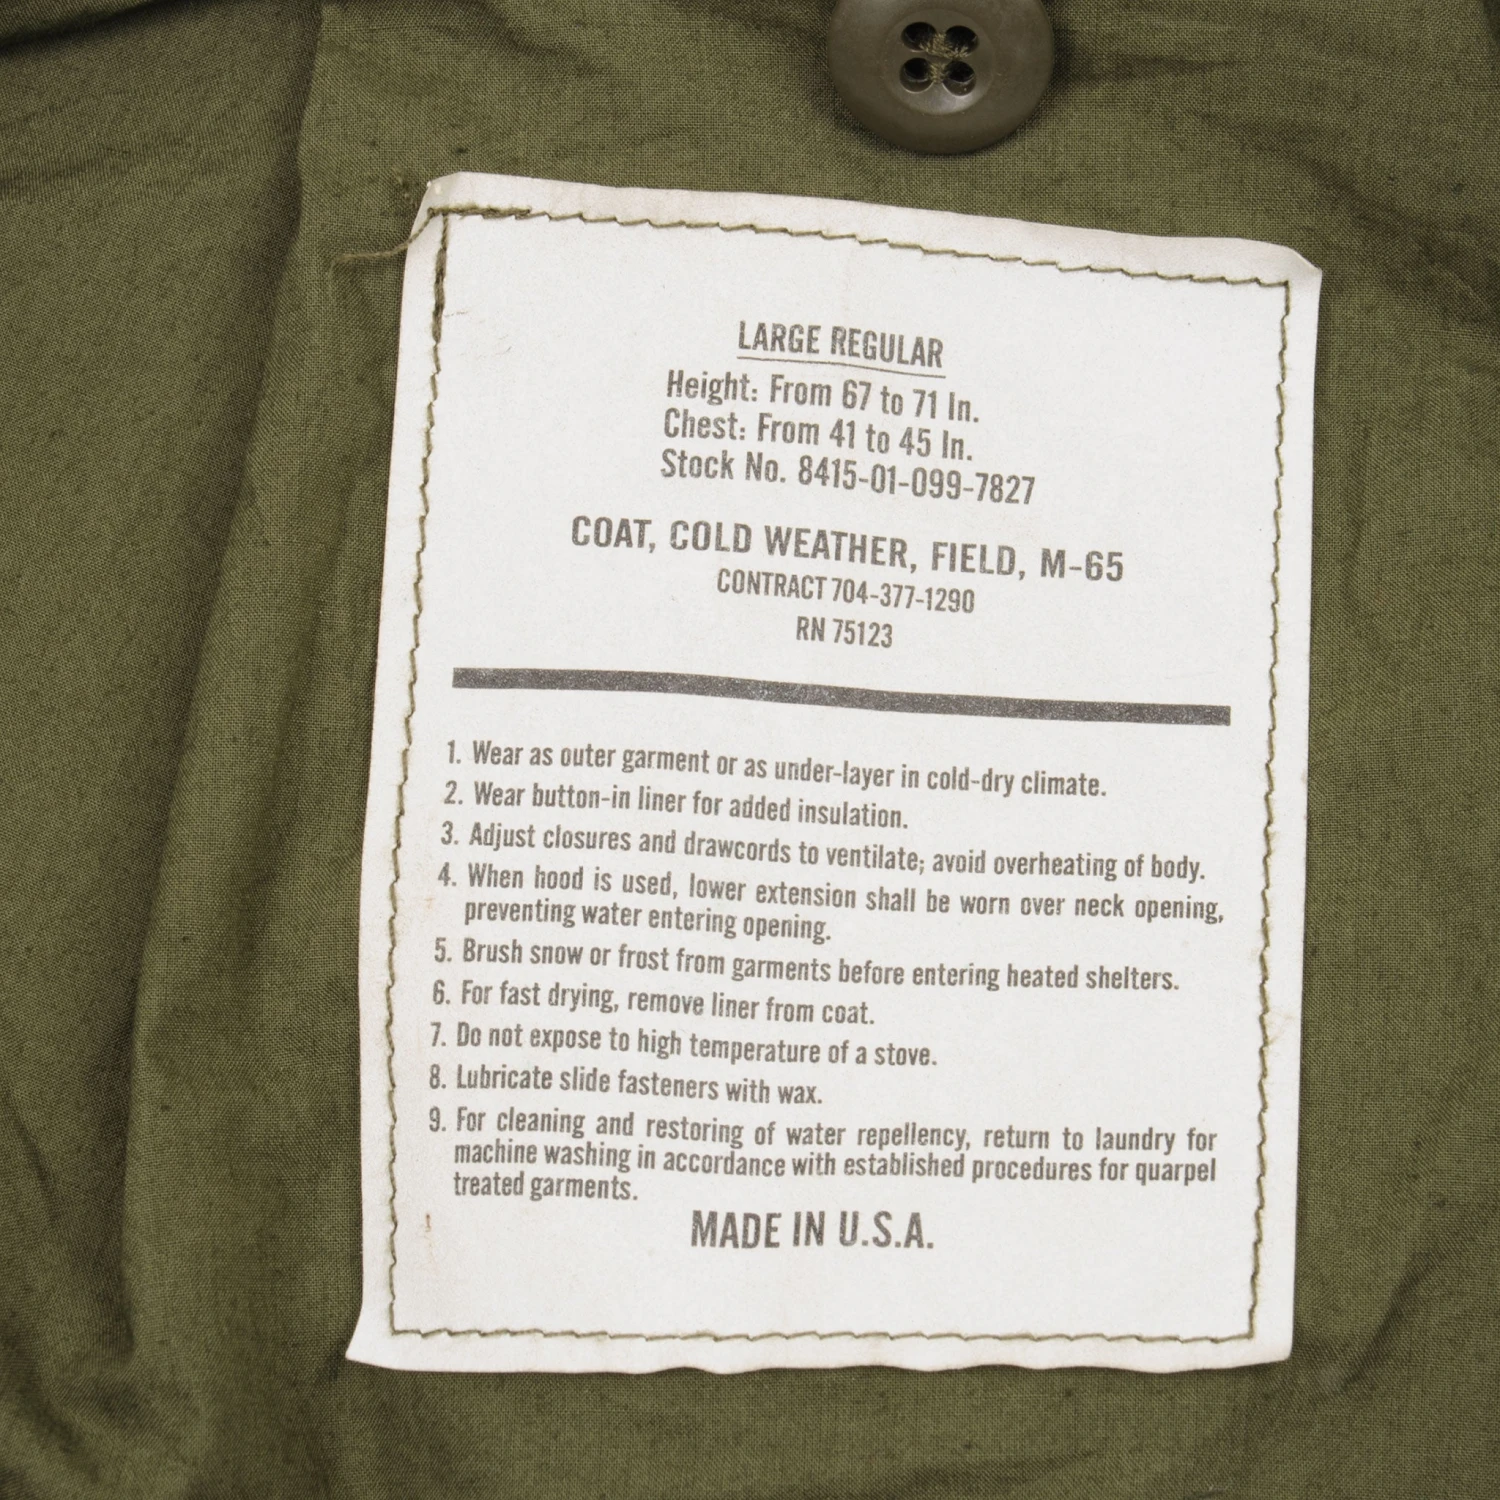 LARGE REGULAR
Height: From 67 to 71 In.
Chest: From 41 to 45 In.
Stock No. 8415-01-099-7827
COAT, COLD WEATHER, FIELD, M-65
CONTRACT 704-377-1290
RN 75123
1. Wear as outer garment or as under-layer in cold-dry climate.
2. Wear button-in liner for added insulation.
3. Adjust closures and drawcords to ventilate; avoid overheating of body.
4. When hood is used, lower extension shall be worn over neck opening,
preventing water entering opening.
5. Brush snow or frost from garments before entering heated shelters.
6. For fast drying, remove liner from coat.
7. Do not expose to high temperature of a stove.
8. Lubricate slide fasteners with wax.
9. For cleaning and restoring of water repellency, return to laundry for
machine washing in accordance with established procedures for quarpel
treated garments.
MADE IN U.S.A.